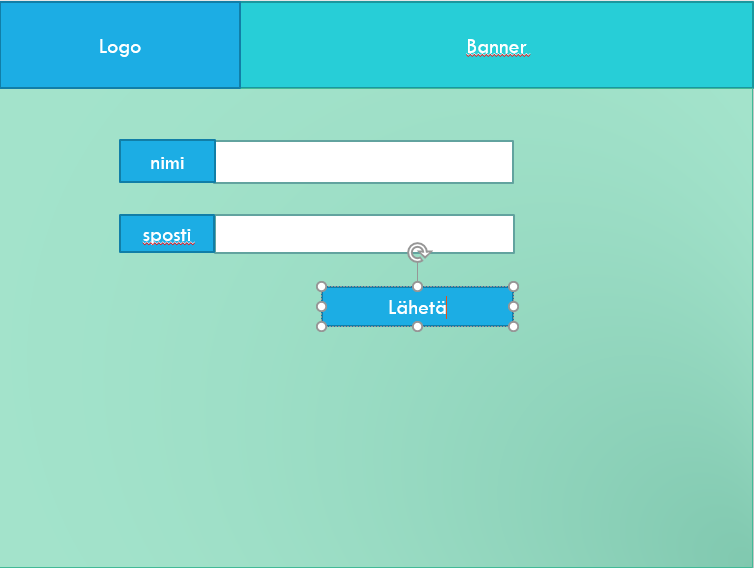 Logo
Banner
nimi
sposti
Lähetä